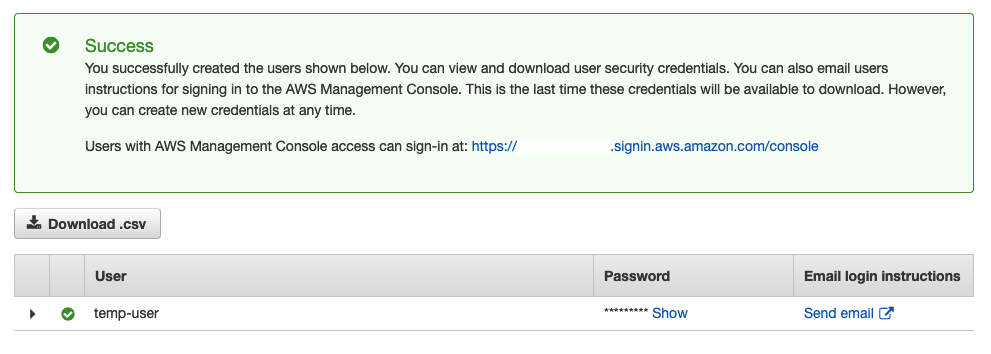 Success
You successfully created the users shown below. You can view and download user security credentials. You can also email users
instructions for signing in to the AWS Management Console. This is the last time these credentials will be available to download. However,
you can create new credentials at any time.
Users with AWS Management Console access can sign-in at: https:// .signin.aws.amazon.com/console
Download .csv
User Password Email login instructions
temp-user ********* Show Send email